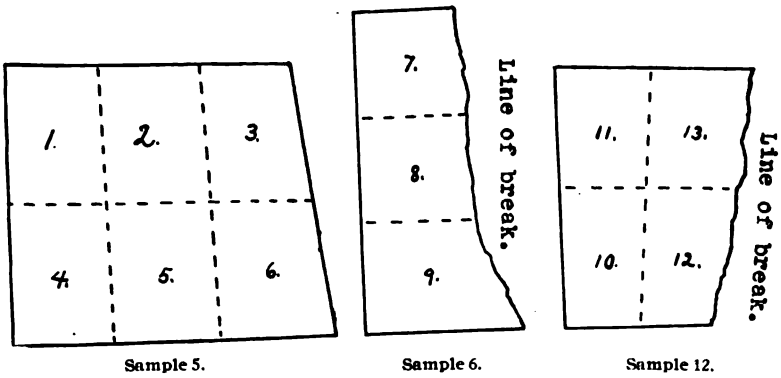 1. 2. 3.
4. 5. 6.
Sample 5.
7.
8.
9.
Line of break.
Sample 6.
11. 13.
10. 12.
Line of break.
Sample 12.